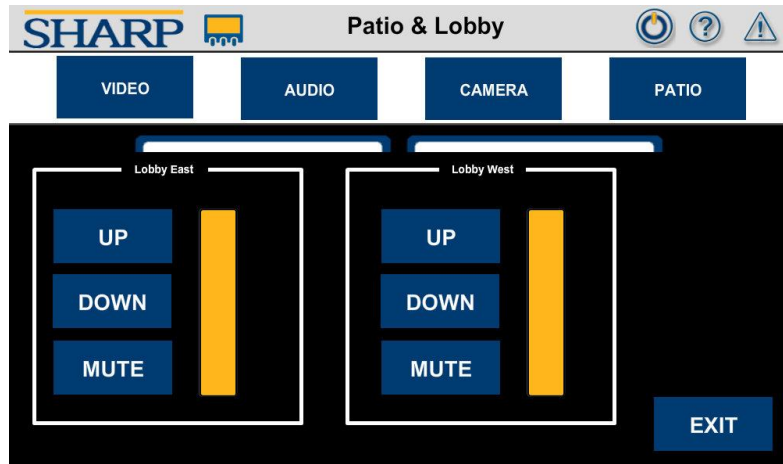 SHARP Patio & Lobby ?
VIDEO AUDIO CAMERA PATIO
Lobby East Lobby West
UP UP
DOWN DOWN
MUTE MUTE
EXIT